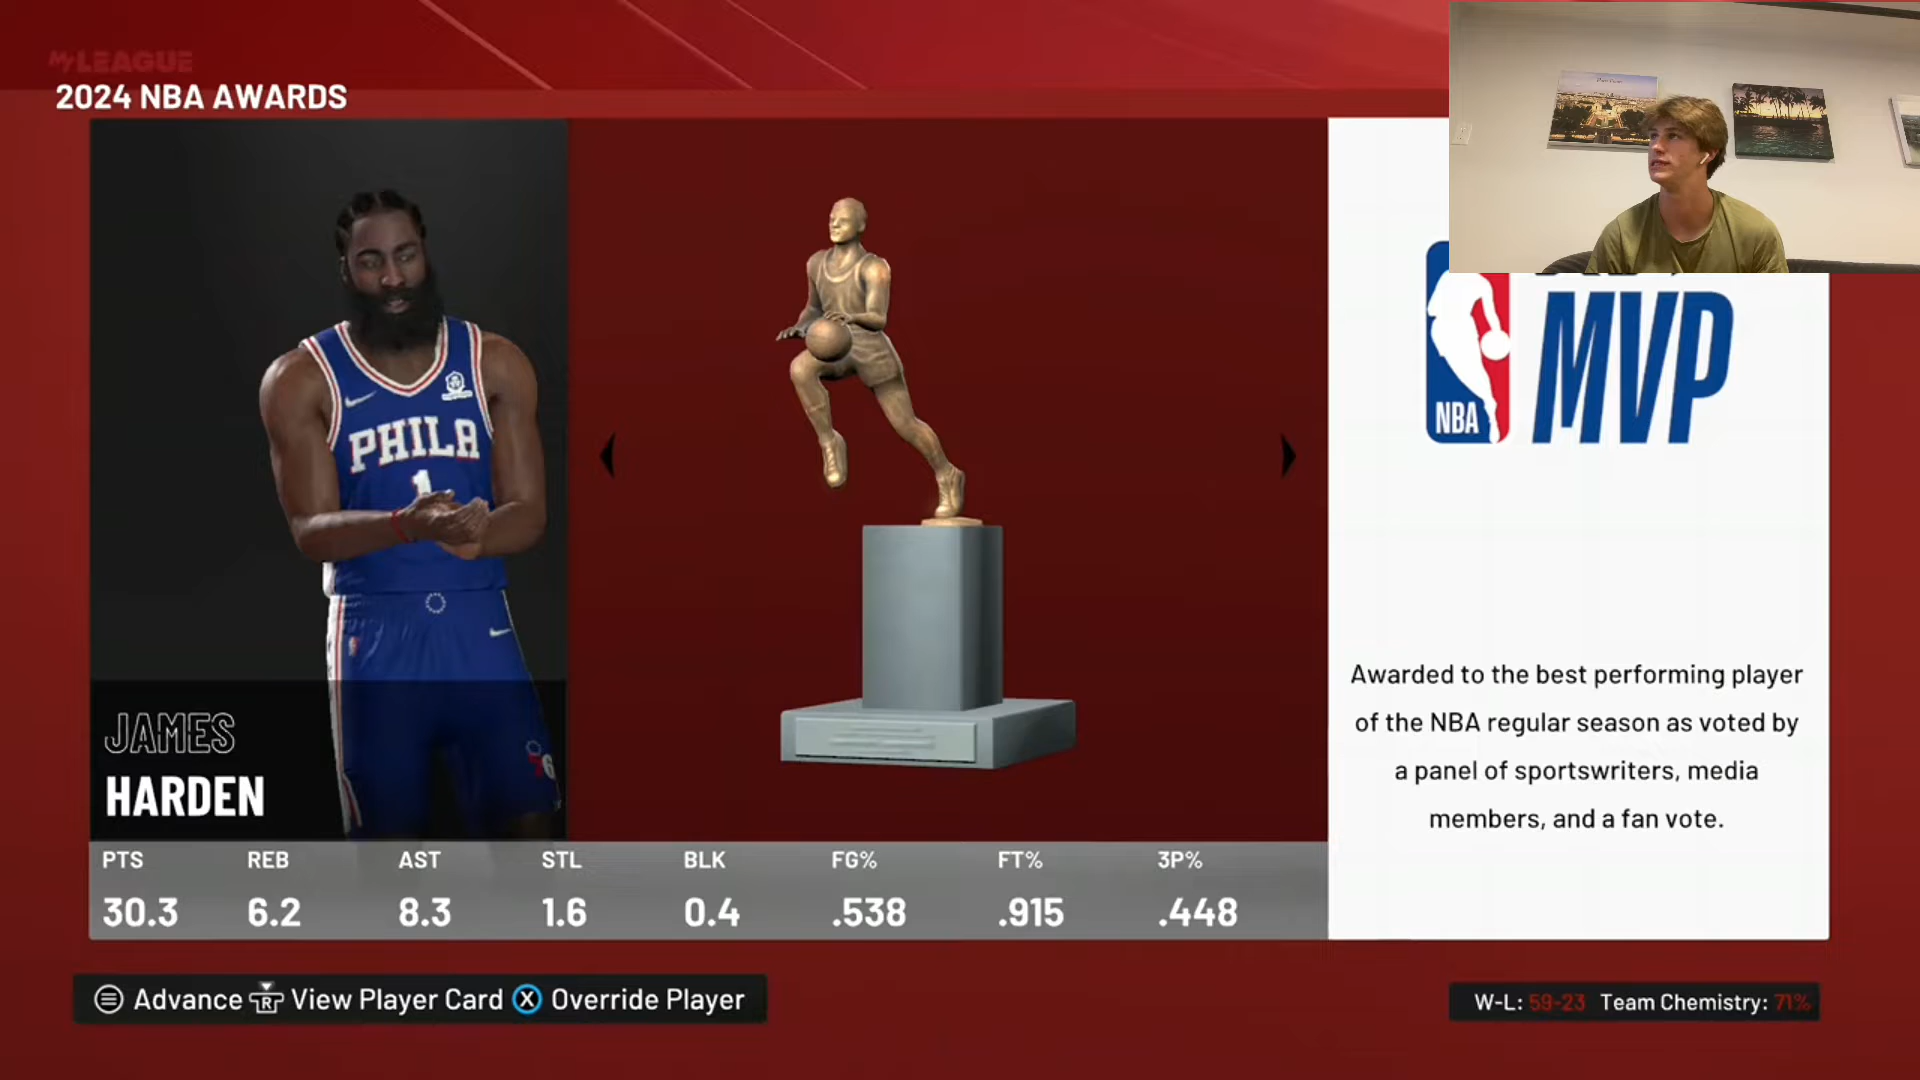 MyLEAGUE
2024 NBA AWARDS
PHILA
1
76
JAMES
HARDEN
NBA
MVP
Awarded to the best performing player
of the NBA regular season as voted by
a panel of sportswriters, media
members, and a fan vote.
PTS REB AST STL BLK FG% FT% 3P%
30.3 6.2 8.3 1.6 0.4 .538 .915 .448
Advance R View Player Card X Override Player
W-L: 59-23 Team Chemistry: 71%